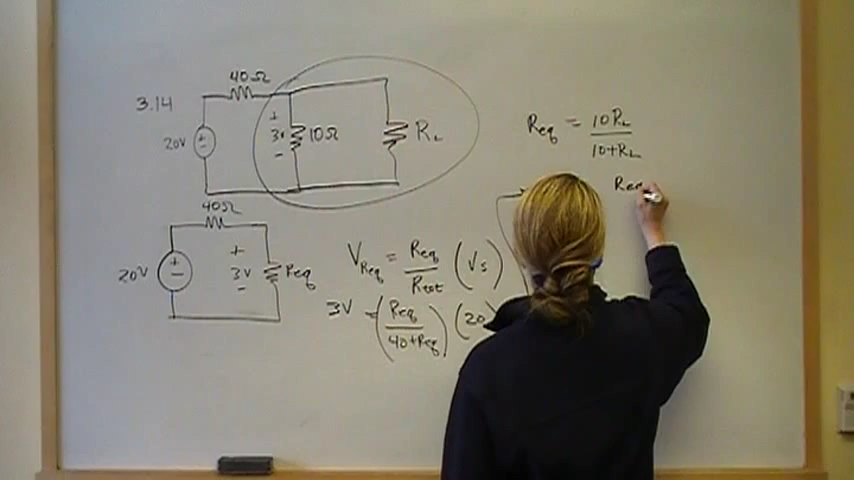 3.14
40Ω
20V
+
-
+
3V
-
10Ω
RL
40Ω
20V
+
-
+
3V
-
Req
VReq = Req/Rtot (Vs)
3V = (Req/40+Req) (20
Req = 10RL/10+RL
Req